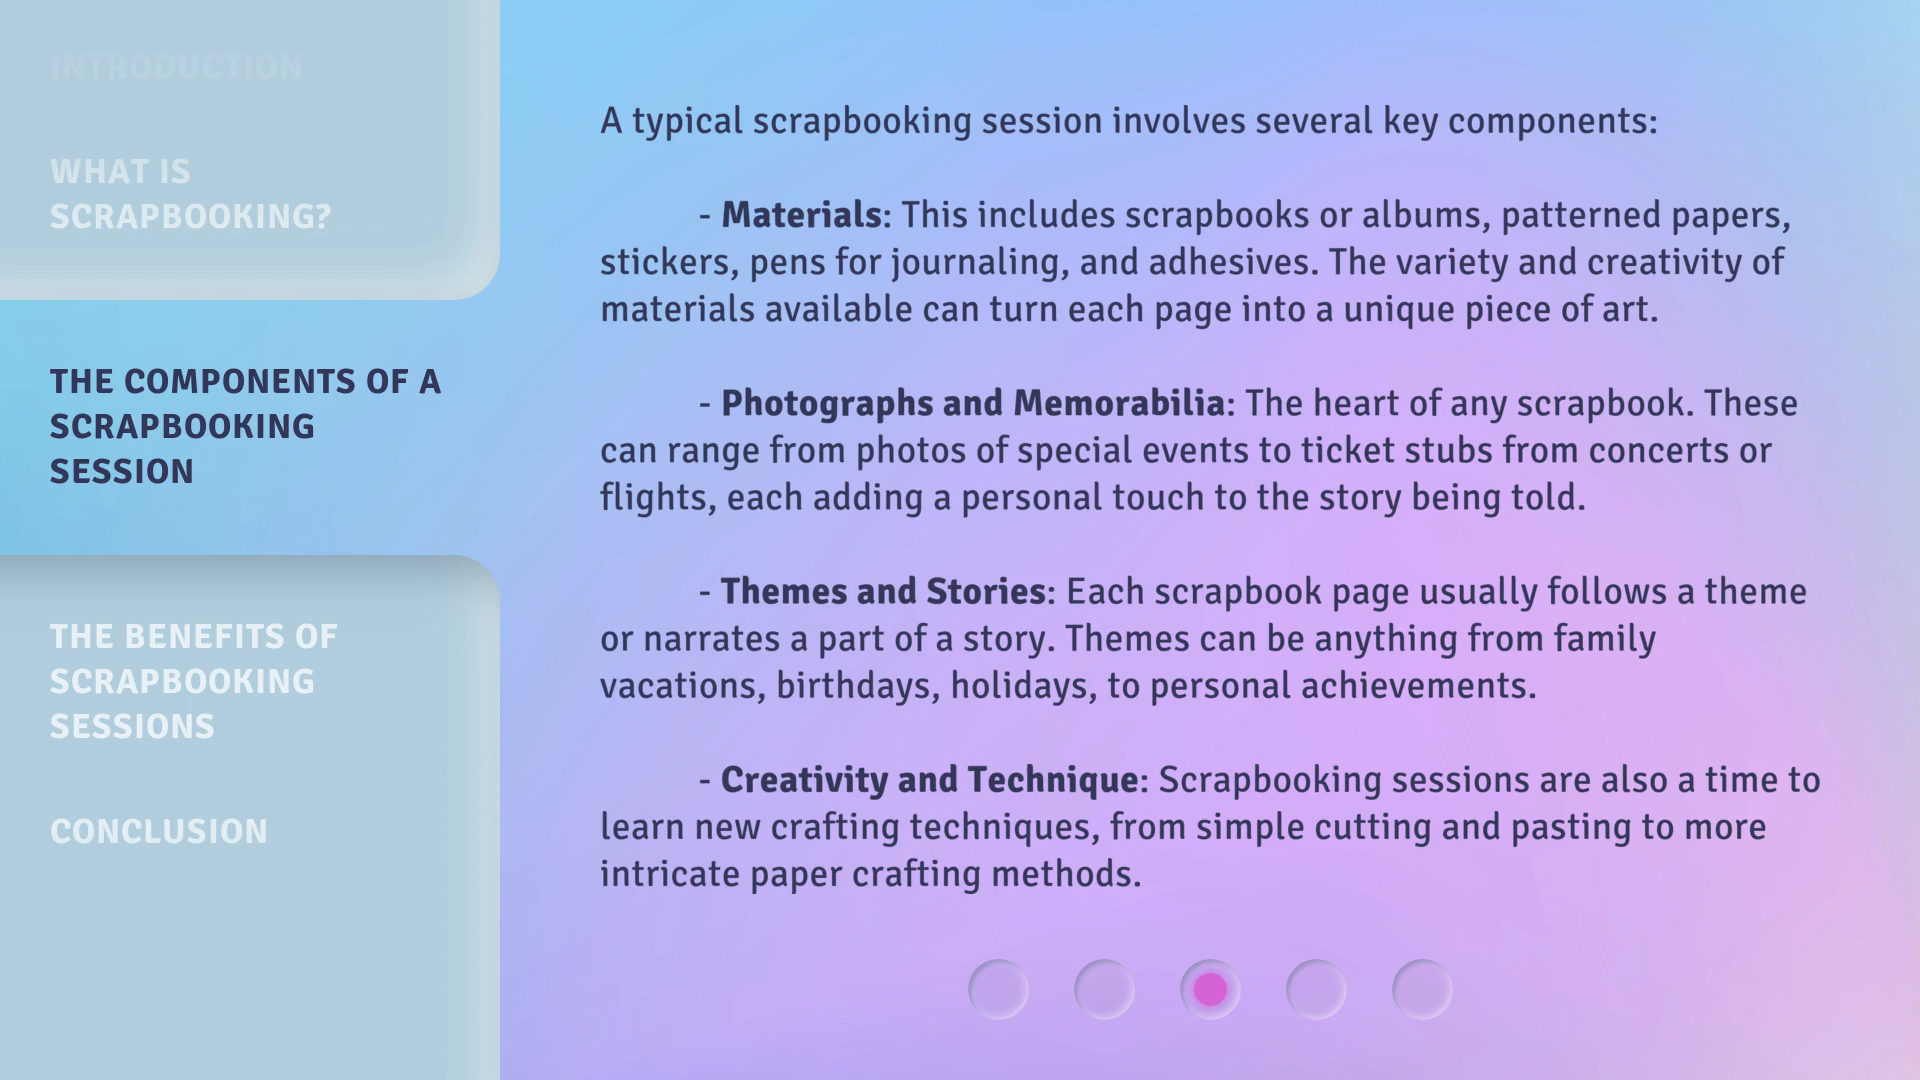 INTRODUCTION
WHAT IS
SCRAPBOOKING?
THE COMPONENTS OF A
SCRAPBOOKING
SESSION
THE BENEFITS OF
SCRAPBOOKING
SESSIONS
CONCLUSION
A typical scrapbooking session involves several key components:
- Materials: This includes scrapbooks or albums, patterned papers,
stickers, pens for journaling, and adhesives. The variety and creativity of
materials available can turn each page into a unique piece of art.
- Photographs and Memorabilia: The heart of any scrapbook. These
can range from photos of special events to ticket stubs from concerts or
flights, each adding a personal touch to the story being told.
- Themes and Stories: Each scrapbook page usually follows a theme
or narrates a part of a story. Themes can be anything from family
vacations, birthdays, holidays, to personal achievements.
- Creativity and Technique: Scrapbooking sessions are also a time to
learn new crafting techniques, from simple cutting and pasting to more
intricate paper crafting methods.